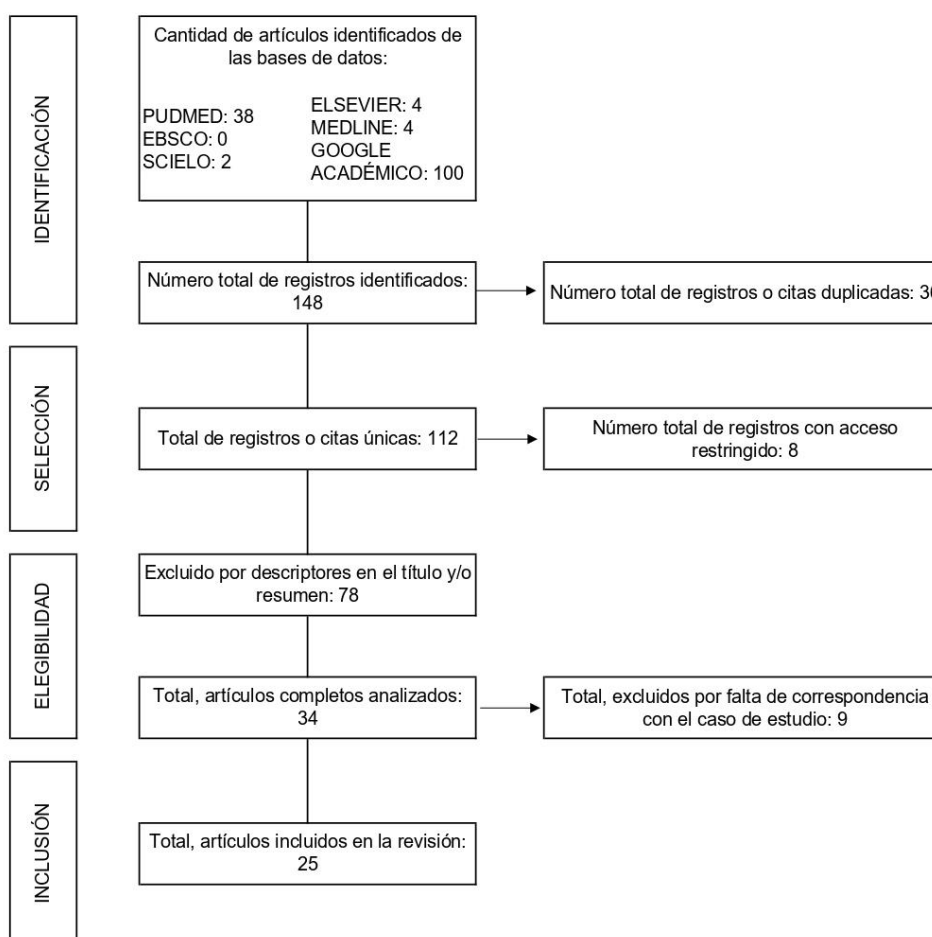 IDENTIFICACIÓN
Cantidad de artículos identificados de
las bases de datos:
PUDMED: 38
EBSCO: 0
SCIELO: 2
ELSEVIER: 4
MEDLINE: 4
GOOGLE
ACADÉMICO: 100
Número total de registros identificados:
148
Número total de registros o citas duplicadas:
SELECCIÓN
Total de registros o citas únicas: 112
Número total de registros con acceso
restringido: 8
ELEGIBILIDAD
Excluido por descriptores en el título y/o
resumen: 78
Total, artículos completos analizados:
34
Total, excluidos por falta de correspondencia
con el caso de estudio: 9
INCLUSIÓN
Total, artículos incluidos en la revisión:
25